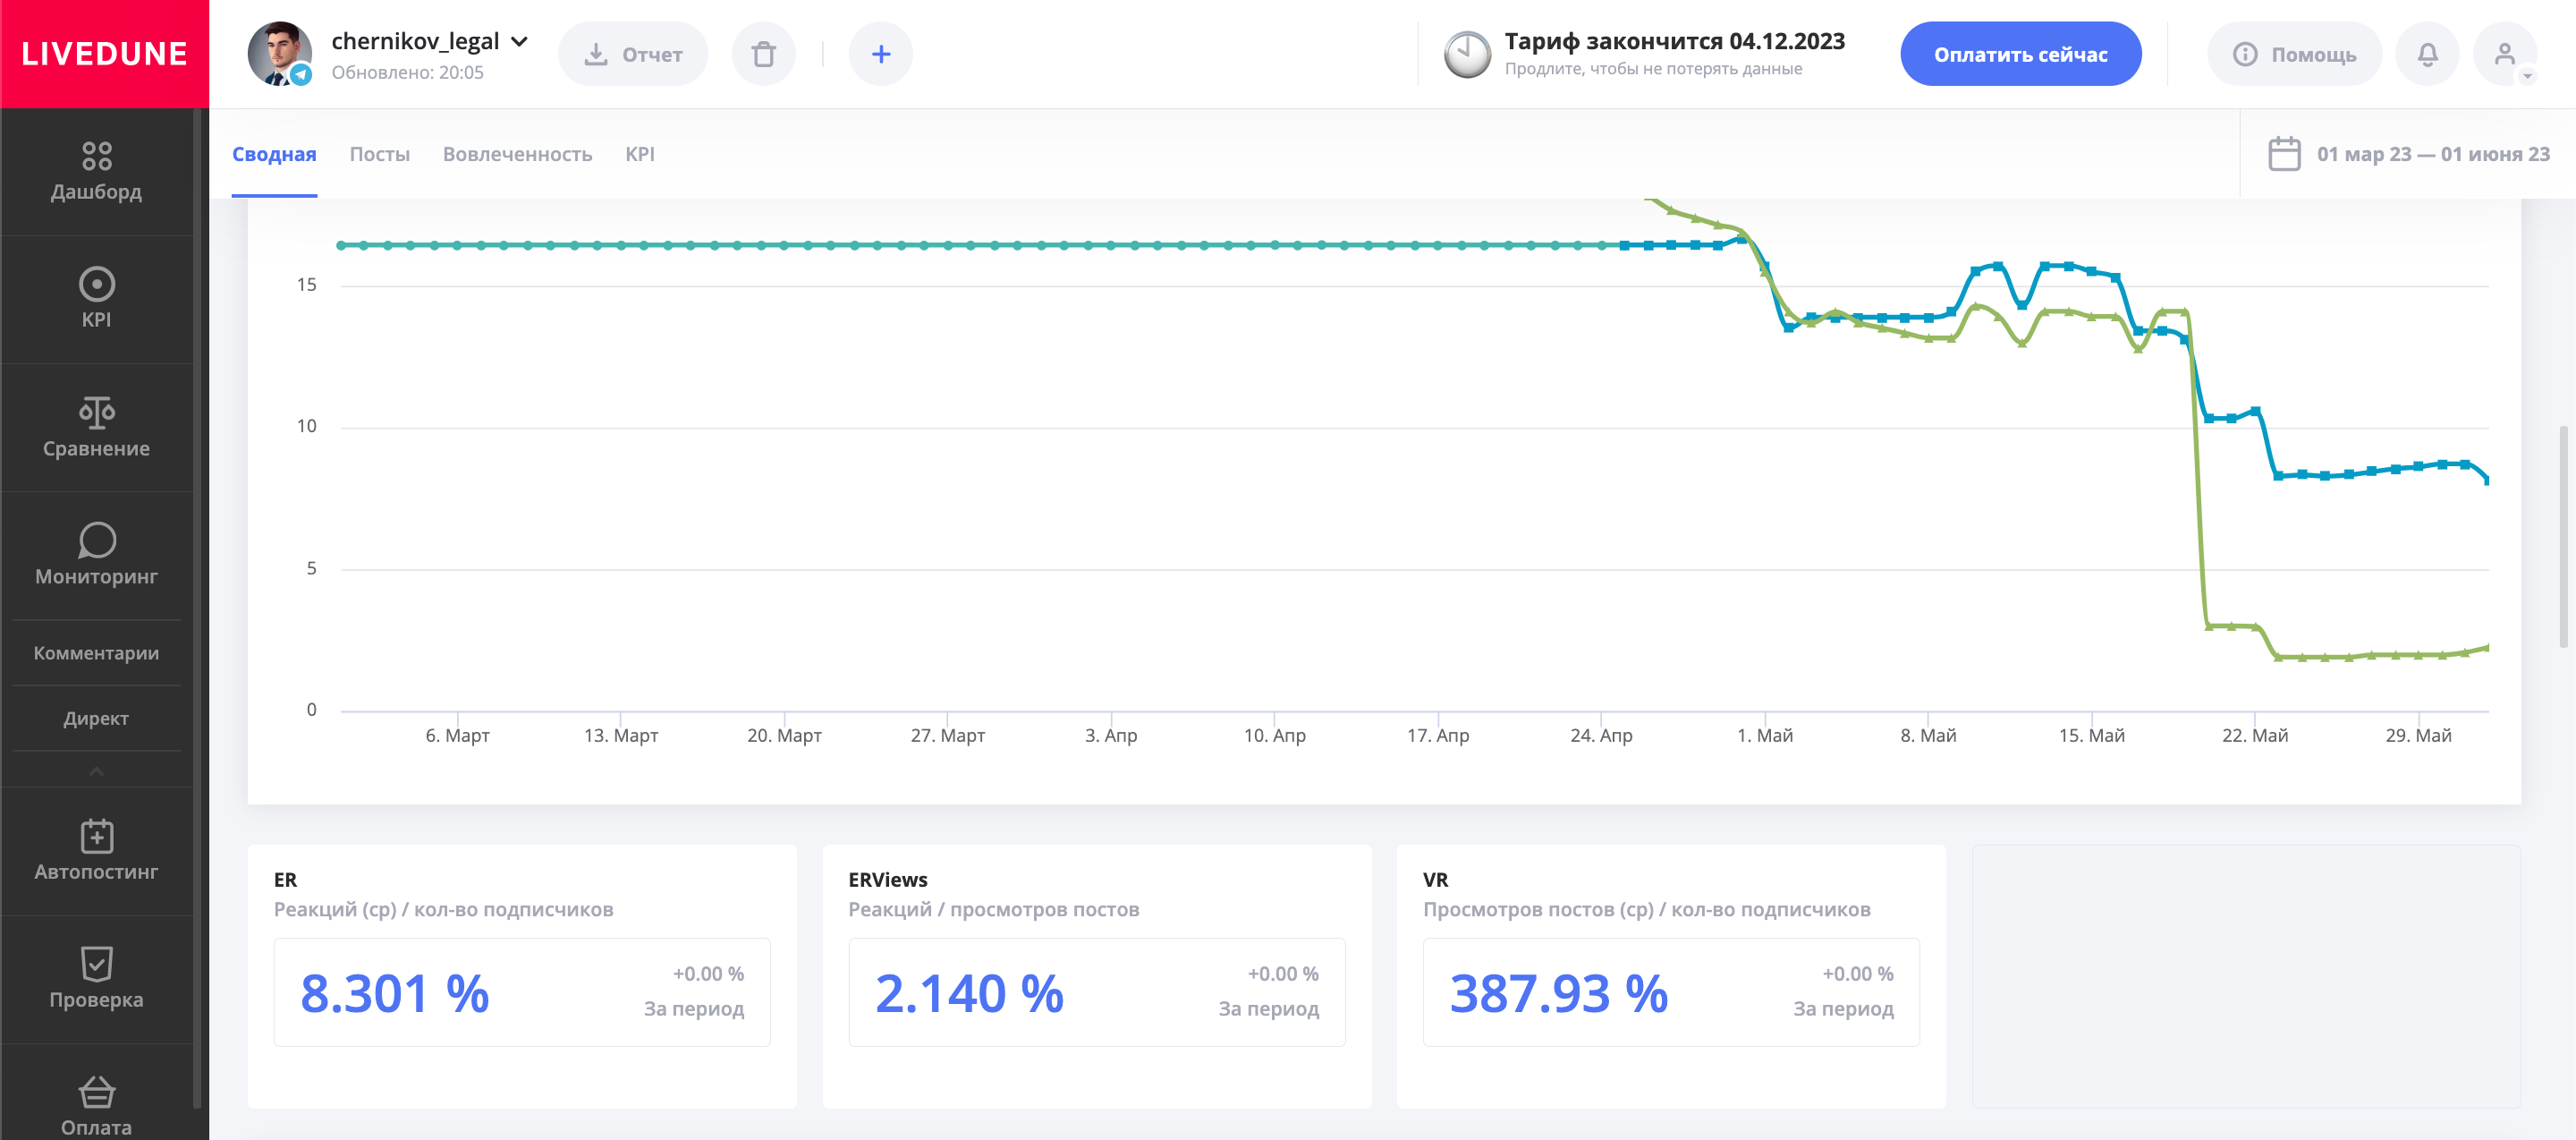 LIVEDUNE
chernikov_legal
Обновлено: 20:05
Отчет
Тариф закончится 04.12.2023
Продлите, чтобы не потерять данные
Оплатить сейчас
Помощь
Сводная
Посты
Вовлеченность
KPI
01 мар 23 — 01 июня 23
Дашборд
KPI
Сравнение
Мониторинг
Комментарии
Директ
Автопостинг
Проверка
Оплата
15
10
5
0
6. Март
13. Март
20. Март
27. Март
3. Апр
10. Апр
17. Апр
24. Апр
1. Май
8. Май
15. Май
22. Май
29. Май
ER
Реакций (ср) / кол-во подписчиков
8.301 %
+0.00 %
За период
ERViews
Реакций / просмотров постов
2.140 %
+0.00 %
За период
VR
Просмотров постов (ср) / кол-во подписчиков
387.93 %
+0.00 %
За период